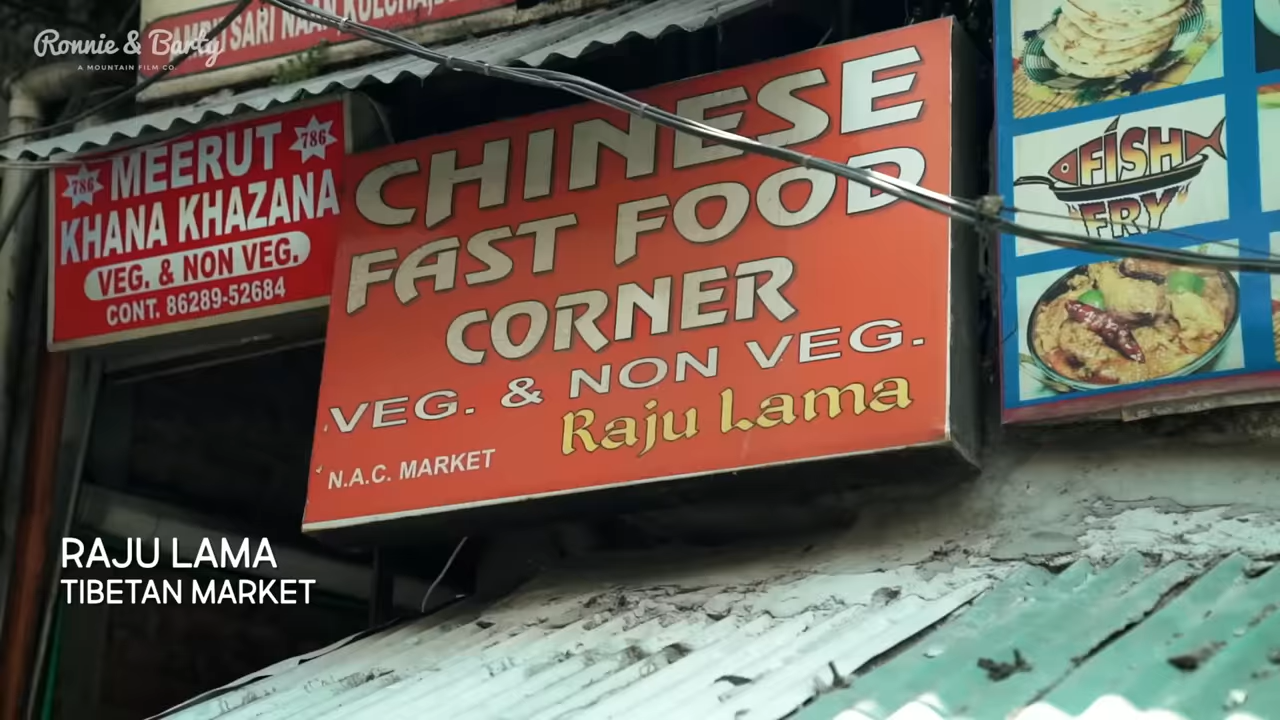 Ronnie & Barty
A MOUNTAIN FILM CO.
SARI NAAN KULCHA,
786
MEERUT
786
KHANA KHAZANA
VEG. & NON VEG.
CONT. 86289-52684
CHINESE
FAST FOOD
CORNER
VEG. & NON VEG.
Raju Lama
N.A.C. MARKET
FISH
FRY
RAJU LAMA
TIBETAN MARKET